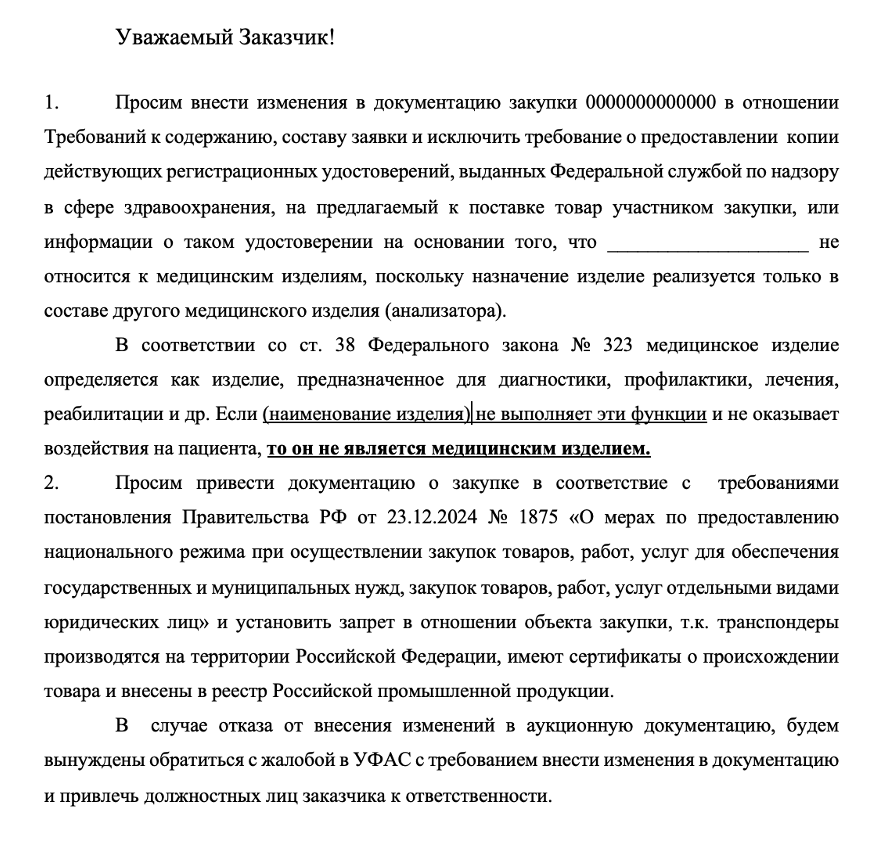 Уважаемый Заказчик!
1. Просим внести изменения в документацию закупки 0000000000000 в отношении
Требований к содержанию, составу заявки и исключить требование о предоставлении копии
действующих регистрационных удостоверений, выданных Федеральной службой по надзору
в сфере здравоохранения, на предлагаемый к поставке товар участником закупки, или
информации о таком удостоверении на основании того, что ____________________ не
относится к медицинским изделиям, поскольку назначение изделие реализуется только в
составе другого медицинского изделия (анализатора).
В соответствии со ст. 38 Федерального закона № 323 медицинское изделие
определяется как изделие, предназначенное для диагностики, профилактики, лечения,
реабилитации и др. Если (наименование изделия) не выполняет эти функции и не оказывает
воздействия на пациента, то он не является медицинским изделием.
2. Просим привести документацию о закупке в соответствие с требованиями
постановления Правительства РФ от 23.12.2024 № 1875 «О мерах по предоставлению
национального режима при осуществлении закупок товаров, работ, услуг для обеспечения
государственных и муниципальных нужд, закупок товаров, работ, услуг отдельными видами
юридических лиц» и установить запрет в отношении объекта закупки, т.к. транспондеры
производятся на территории Российской Федерации, имеют сертификаты о происхождении
товара и внесены в реестр Российской промышленной продукции.
В случае отказа от внесения изменений в аукционную документацию, будем
вынуждены обратиться с жалобой в УФАС с требованием внести изменения в документацию
и привлечь должностных лиц заказчика к ответственности.